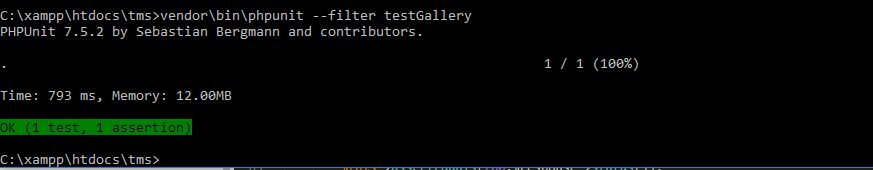 C:\xampp\htdocs\tms>vendor\bin\phpunit --filter testGallery
PHPUnit 7.5.2 by Sebastian Bergmann and contributors.
. 1 / 1 (100%)
Time: 793 ms, Memory: 12.00MB
OK (1 test, 1 assertion)
C:\xampp\htdocs\tms>